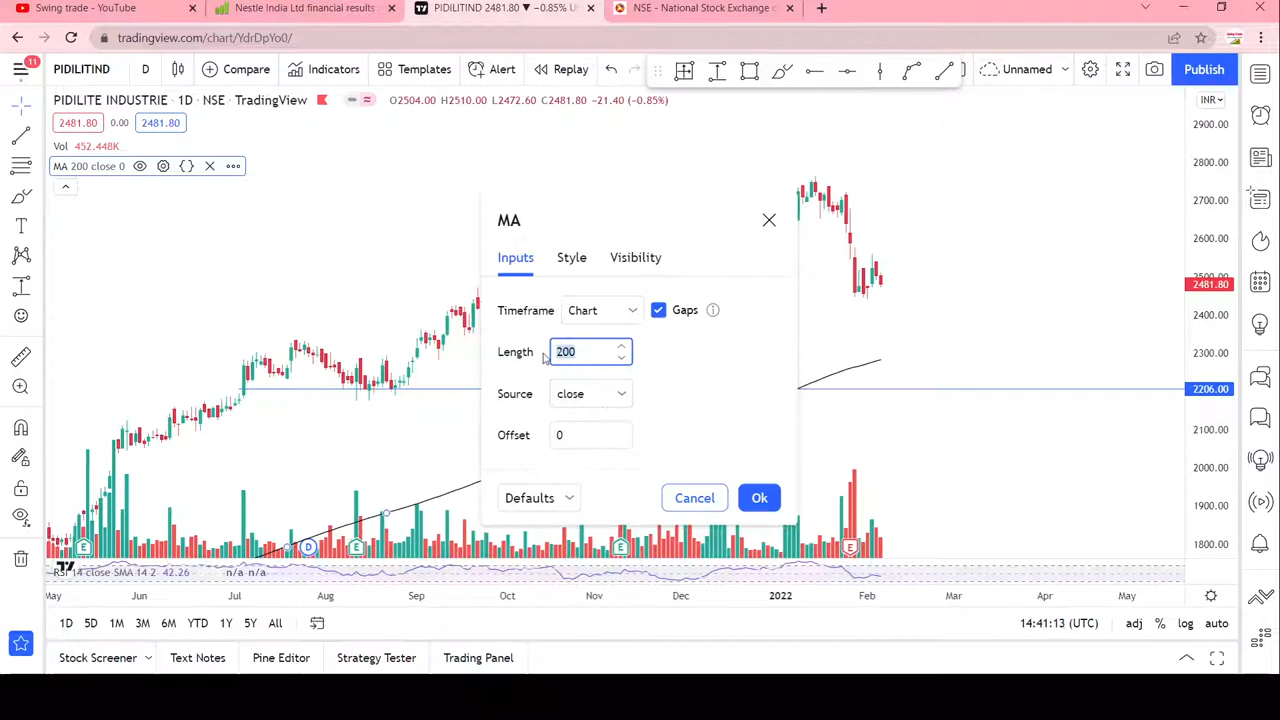 Swing trade - YouTube
Nestle India Ltd financial results
PIDILITIND 2481.80 ▼ −0.85% U
NSE - National Stock Exchange o
tradingview.com/chart/YdrDpYo0/
11
PIDILITIND
D
Compare
Indicators
Templates
Alert
Replay
Unnamed
Publish
PIDILITE INDUSTRIE · 1D · NSE · TradingView
O2504.00 H2510.00 L2472.60 C2481.80 −21.40 (−0.85%)
INR
2481.80
0.00
2481.80
Vol 452.448K
MA 200 close 0
2900.00
2800.00
2700.00
2600.00
2500.00
2481.80
2300.00
2206.00
2100.00
2000.00
1900.00
1800.00
MA
Inputs
Style
Visibility
Timeframe
Chart
Gaps
Length
200
Source
close
Offset
0
Defaults
Cancel
Ok
E
D
E
E
E
RSI 14 close SMA 14 2 42.26 n/a n/a
May
Jun
Jul
Aug
Sep
Oct
Nov
Dec
2022
Feb
Mar
Apr
May
1D
5D
1M
3M
6M
YTD
1Y
5Y
All
14:41:13 (UTC)
adj
%
log
auto
Stock Screener
Text Notes
Pine Editor
Strategy Tester
Trading Panel